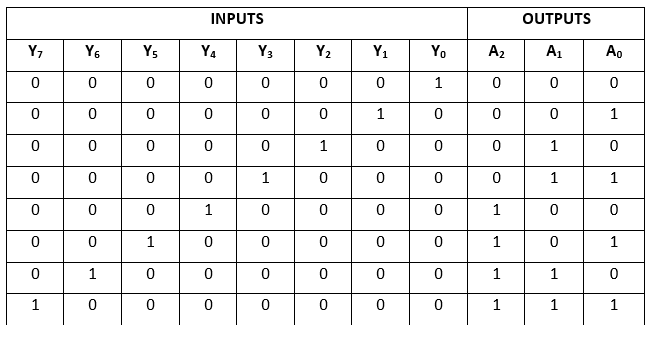 INPUTS OUTPUTS
Y₇ Y₆ Y₅ Y₄ Y₃ Y₂ Y₁ Y₀ A₂ A₁ A₀
0 0 0 0 0 0 0 1 0 0 0
0 0 0 0 0 0 1 0 0 0 1
0 0 0 0 0 1 0 0 0 1 0
0 0 0 0 1 0 0 0 0 1 1
0 0 0 1 0 0 0 0 1 0 0
0 0 1 0 0 0 0 0 1 0 1
0 1 0 0 0 0 0 0 1 1 0
1 0 0 0 0 0 0 0 1 1 1